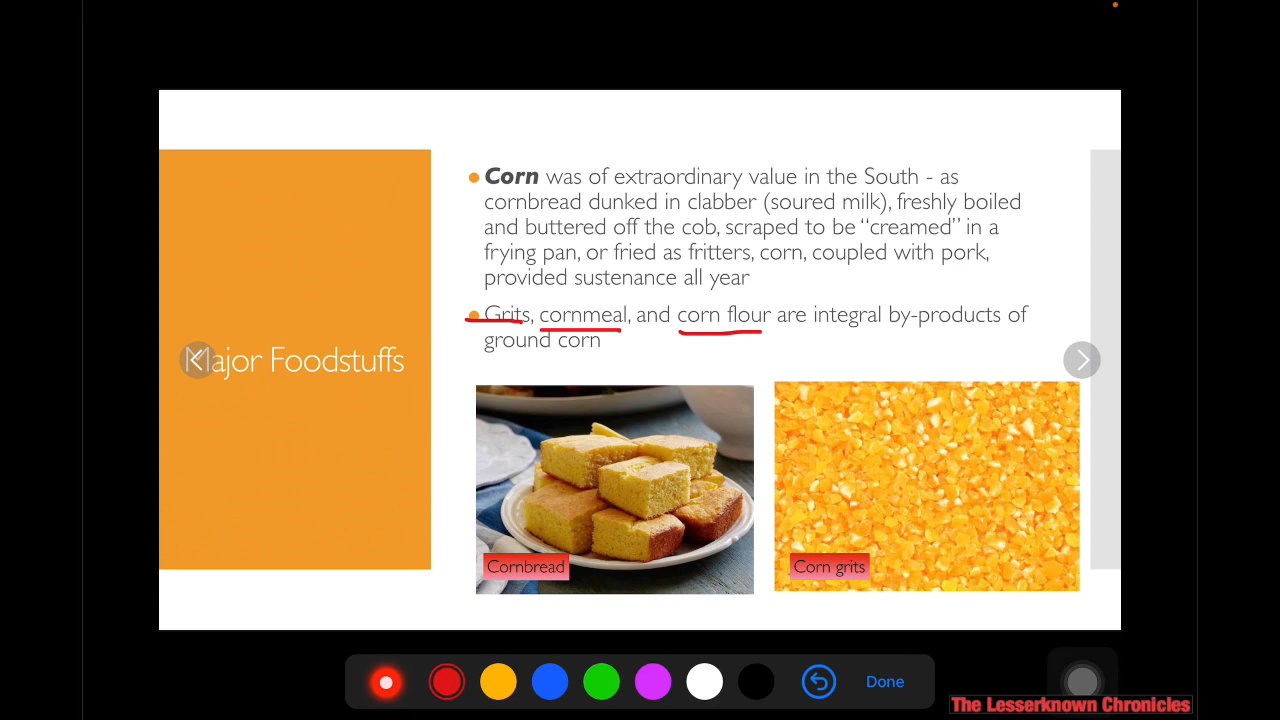 Corn was of extraordinary value in the South - as
cornbread dunked in clabber (soured milk), freshly boiled
and buttered off the cob, scraped to be “creamed” in a
frying pan, or fried as fritters, corn, coupled with pork,
provided sustenance all year
Grits, cornmeal, and corn flour are integral by-products of
ground corn
Major Foodstuffs
Cornbread
Corn grits
Done
The Lesserknown Chronicles